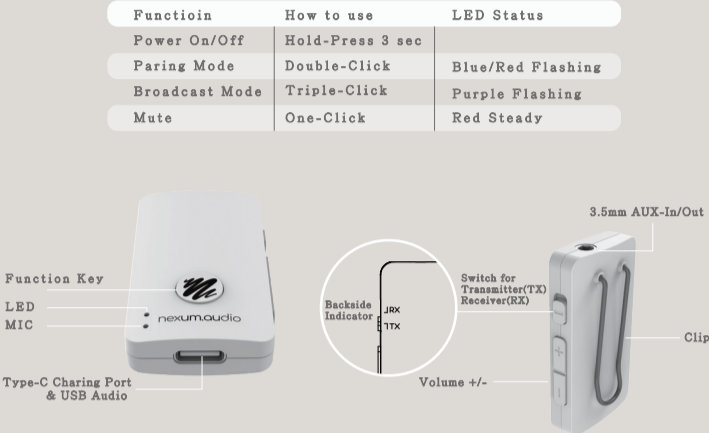 Functioin How to use LED Status
Power On/Off Hold-Press 3 sec
Paring Mode Double-Click Blue/Red Flashing
Broadcast Mode Triple-Click Purple Flashing
Mute One-Click Red Steady
3.5mm AUX-In/Out
Function Key
LED
MIC
nexum.audio
Type-C Charing Port
& USB Audio
Backside
Indicator
RX
TX
Switch for
Transmitter(TX)
Receiver(RX)
Clip
Volume +/-
+
-